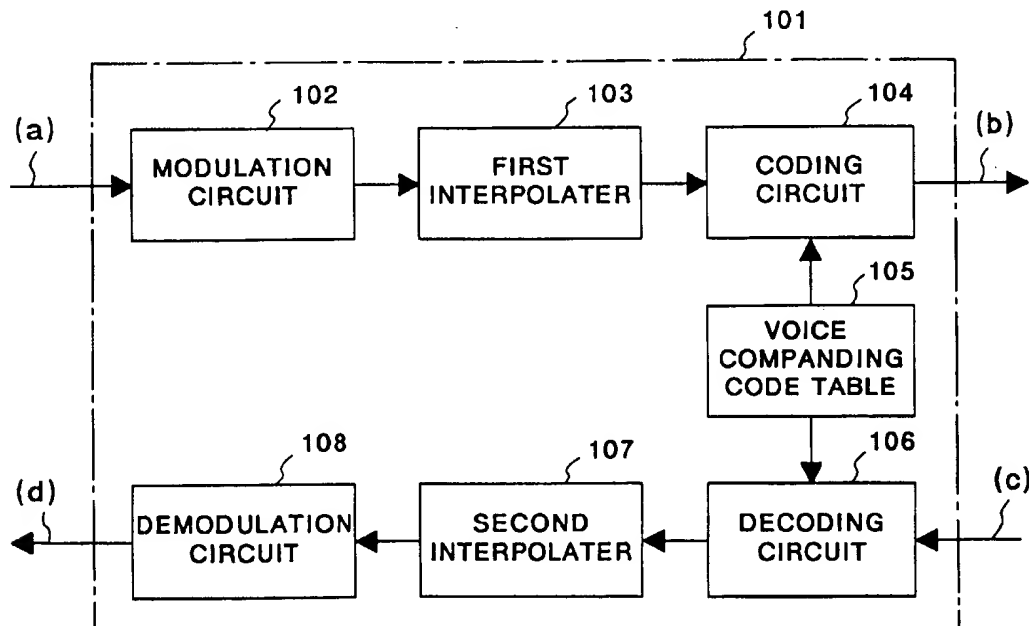 101
102
103
104
(a)
(b)
MODULATION
CIRCUIT
FIRST
INTERPOLATER
CODING
CIRCUIT
105
VOICE
COMPANDING
CODE TABLE
108
107
106
(d)
(c)
DEMODULATION
CIRCUIT
SECOND
INTERPOLATER
DECODING
CIRCUIT